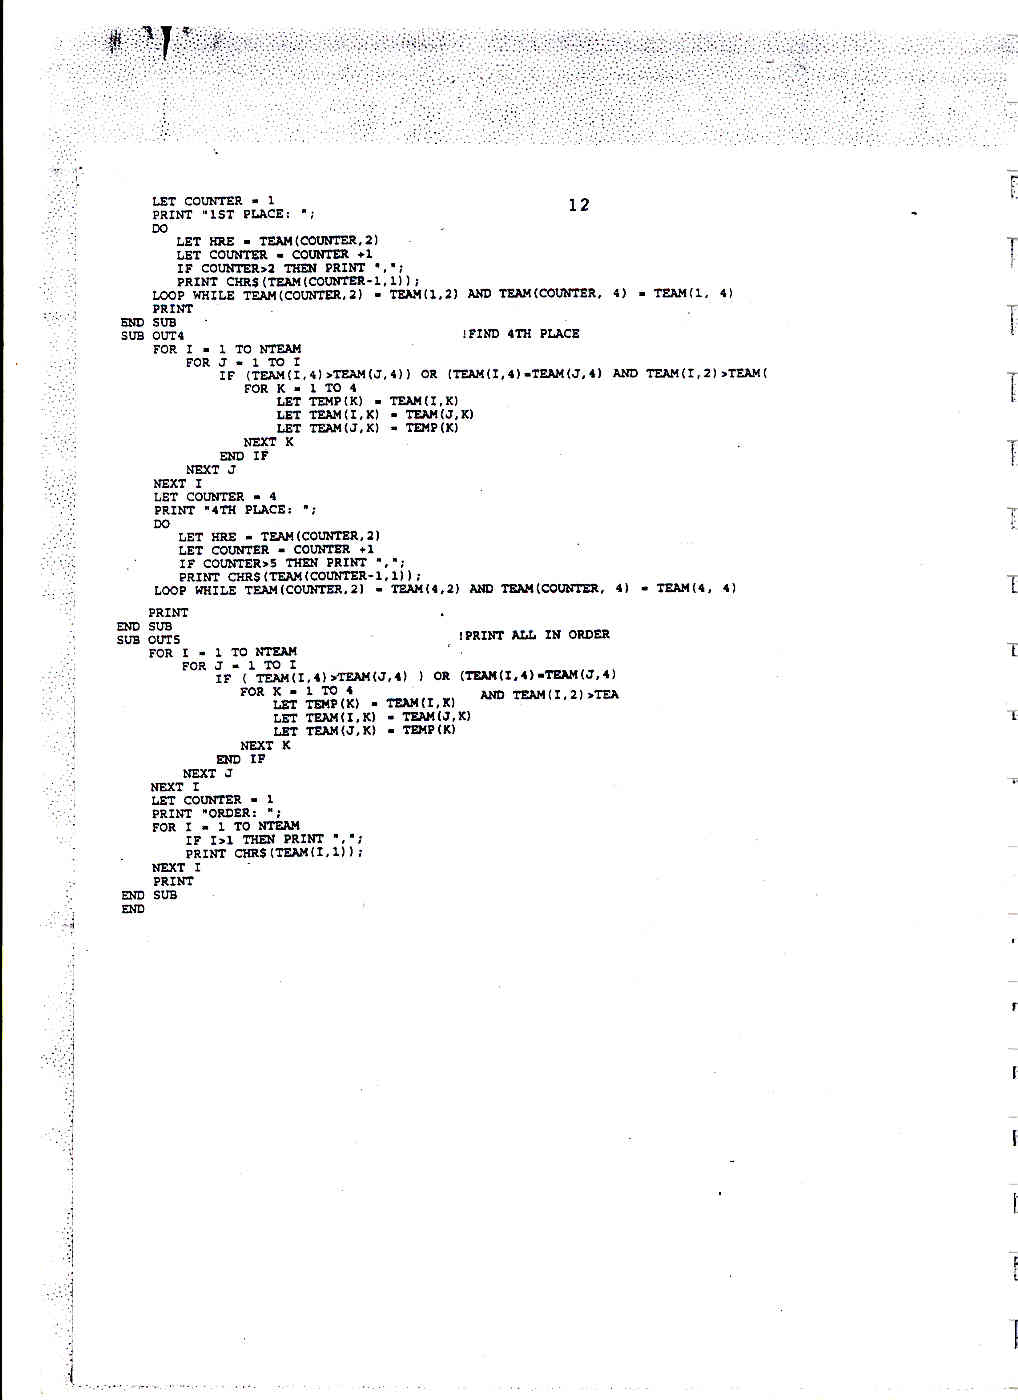 12
    LET COUNTER = 1
    PRINT "1ST PLACE: ";
    DO
       LET HRE = TEAM(COUNTER,2)
       LET COUNTER = COUNTER +1
       IF COUNTER>2 THEN PRINT ",";
       PRINT CHR$(TEAM(COUNTER-1,1));
    LOOP WHILE TEAM(COUNTER,2) = TEAM(1,2) AND TEAM(COUNTER, 4) = TEAM(1, 4)
    PRINT
END SUB
SUB OUT4                                  !FIND 4TH PLACE
    FOR I = 1 TO NTEAM
        FOR J = 1 TO I
            IF (TEAM(I,4)>TEAM(J,4)) OR (TEAM(I,4)=TEAM(J,4) AND TEAM(I,2)>TEAM(
               FOR K = 1 TO 4
                   LET TEMP(K) = TEAM(I,K)
                   LET TEAM(I,K) = TEAM(J,K)
                   LET TEAM(J,K) = TEMP(K)
               NEXT K
            END IF
        NEXT J
    NEXT I
    LET COUNTER = 4
    PRINT "4TH PLACE: ";
    DO
       LET HRE = TEAM(COUNTER,2)
       LET COUNTER = COUNTER +1
       IF COUNTER>5 THEN PRINT ",";
       PRINT CHR$(TEAM(COUNTER-1,1));
    LOOP WHILE TEAM(COUNTER,2) = TEAM(4,2) AND TEAM(COUNTER, 4) = TEAM(4, 4)
    PRINT
END SUB
SUB OUT5                                  !PRINT ALL IN ORDER
    FOR I = 1 TO NTEAM
        FOR J = 1 TO I
            IF ( TEAM(I,4)>TEAM(J,4) ) OR (TEAM(I,4)=TEAM(J,4)
               FOR K = 1 TO 4                AND TEAM(I,2)>TEA
                   LET TEMP(K) = TEAM(I,K)
                   LET TEAM(I,K) = TEAM(J,K)
                   LET TEAM(J,K) = TEMP(K)
               NEXT K
            END IF
        NEXT J
    NEXT I
    LET COUNTER = 1
    PRINT "ORDER: ";
    FOR I = 1 TO NTEAM
        IF I>1 THEN PRINT ",";
        PRINT CHR$(TEAM(I,1));
    NEXT I
    PRINT
END SUB
END